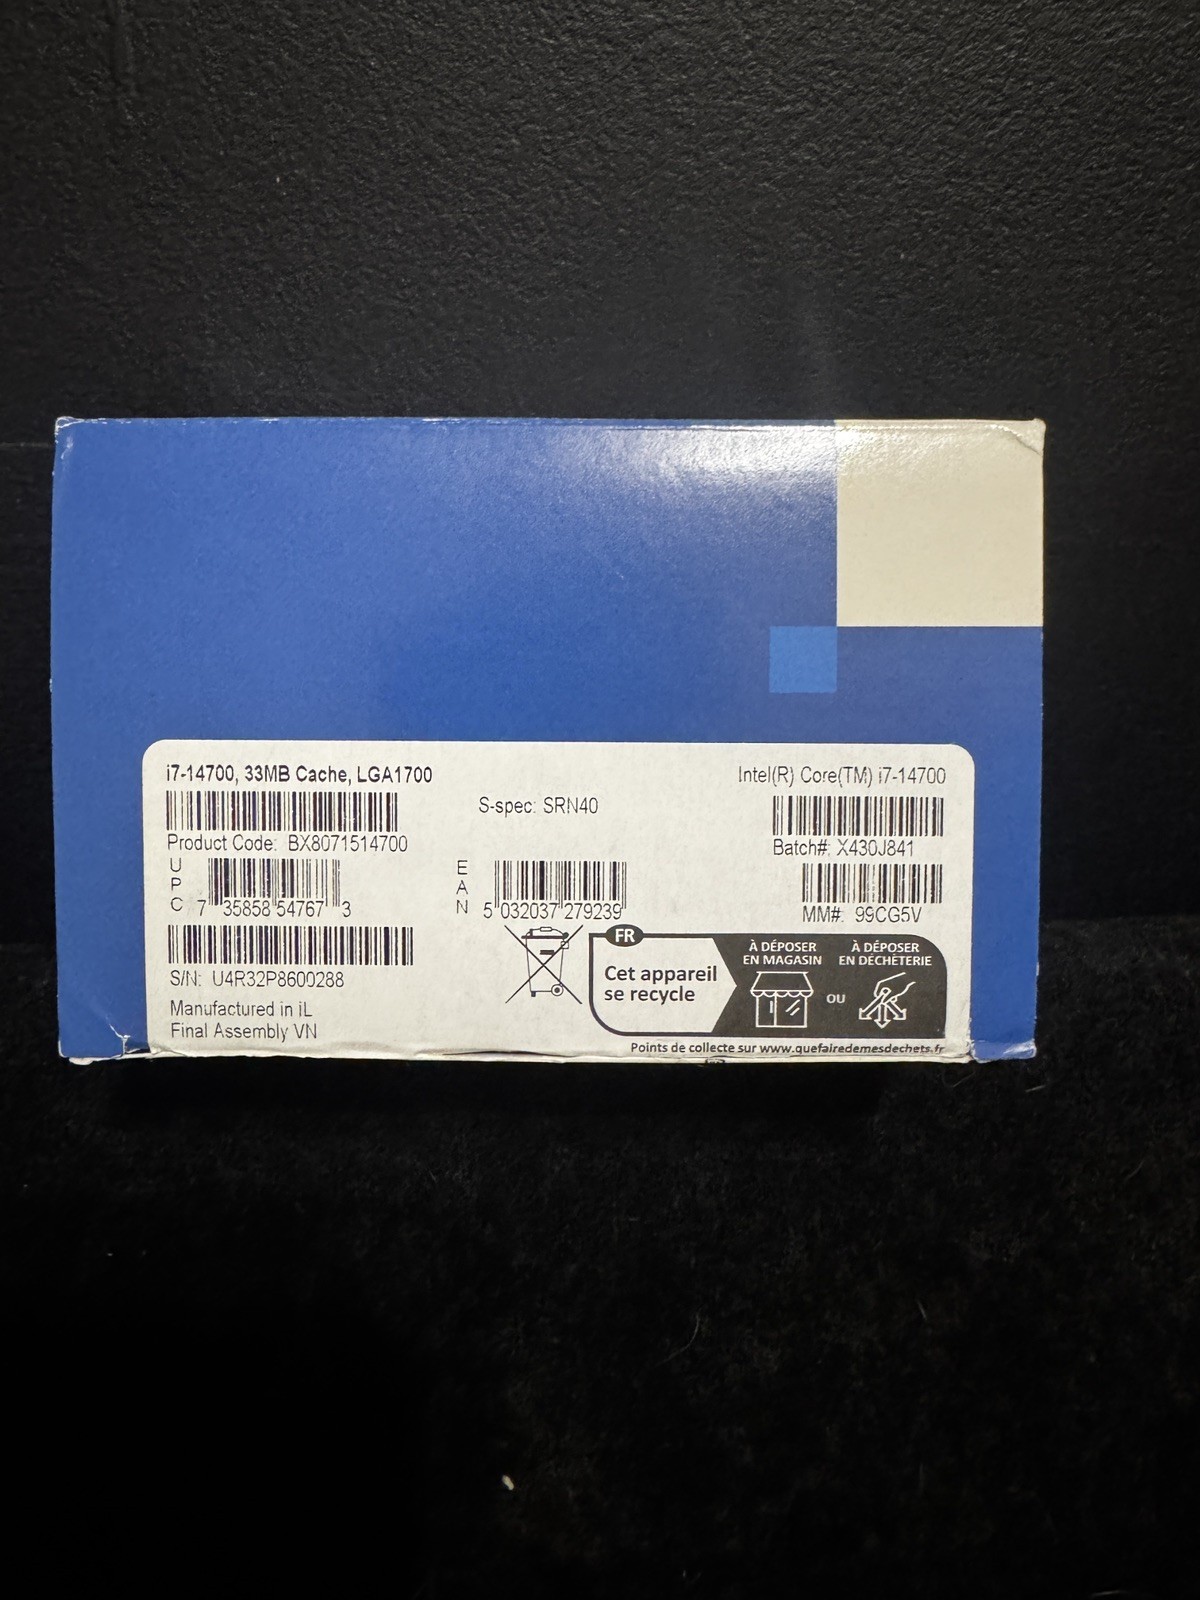 i7-14700, 33MB Cache, LGA1700
Intel(R) Core(TM) i7-14700
S-spec: SRN40
Product Code: BX8071514700
Batch#: X430J841
UPC
7 35858 54767 3
EAN
5 032037 279239
MM#: 99CG5V
S/N: U4R32P8600288
Manufactured in iL
Final Assembly VN
FR
Cet appareil
se recycle
À DÉPOSER
EN MAGASIN
OU
À DÉPOSER
EN DÉCHÈTERIE
Points de collecte sur www.quefairedemesdechets.fr